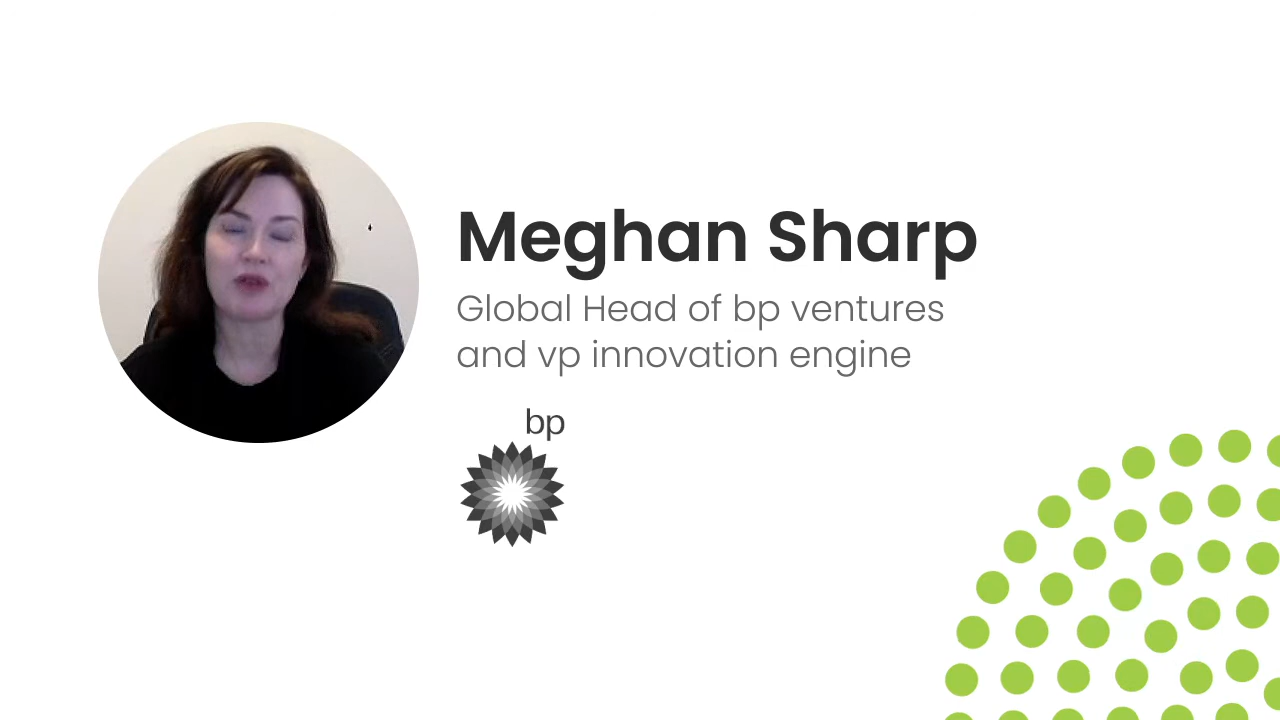 Meghan Sharp
Global Head of bp ventures
and vp innovation engine
bp